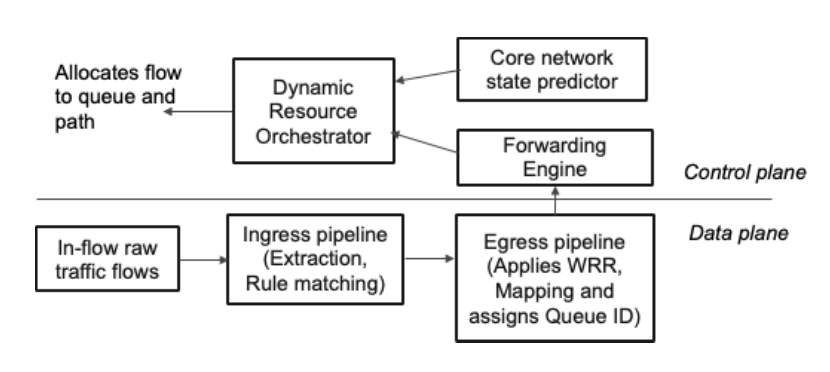 Allocates flow
to queue and
path
Dynamic
Resource
Orchestrator
Core network
state predictor
Forwarding
Engine
Control plane
Data plane
In-flow raw
traffic flows
Ingress pipeline
(Extraction,
Rule matching)
Egress pipeline
(Applies WRR,
Mapping and
assigns Queue ID)